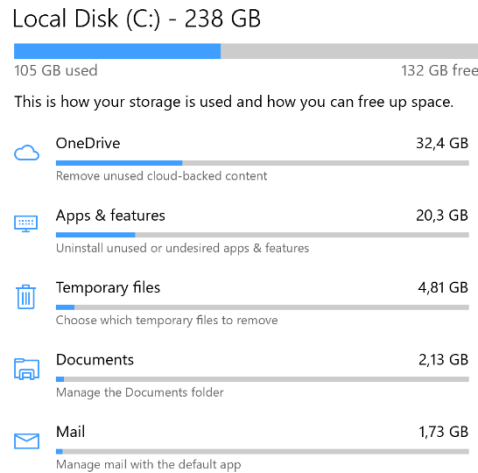 Local Disk (C:) - 238 GB
105 GB used 132 GB free
This is how your storage is used and how you can free up space.
OneDrive 32,4 GB
Remove unused cloud-backed content
Apps & features 20,3 GB
Uninstall unused or undesired apps & features
Temporary files 4,81 GB
Choose which temporary files to remove
Documents 2,13 GB
Manage the Documents folder
Mail 1,73 GB
Manage mail with the default app